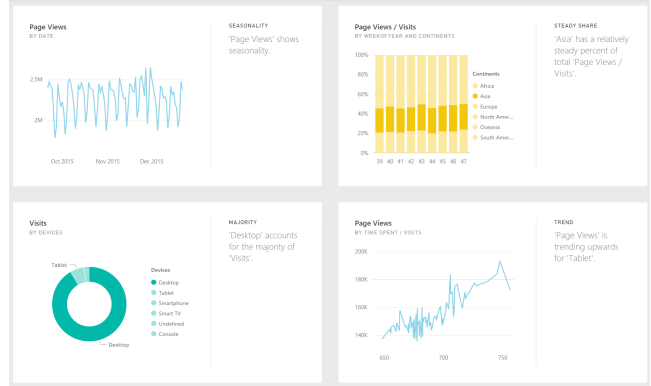 Page Views
BY DATE
2.5M
2M
Oct 2015 Nov 2015 Dec 2015
SEASONALITY
'Page Views' shows
seasonality.
Page Views / Visits
BY WEEKOFYEAR AND CONTINENTS
100%
80%
60%
40%
20%
0%
39 40 41 42 43 44 45 46 47
Continents
Africa
Asia
Europe
North Amer...
Oceania
South Amer...
STEADY SHARE
'Asia' has a relatively
steady percent of
total 'Page Views /
Visits'.
Visits
BY DEVICES
Tablet
Desktop
Devices
Desktop
Tablet
Smartphone
Smart TV
Undefined
Console
MAJORITY
'Desktop' accounts
for the majority of
'Visits'.
Page Views
BY TIME SPENT / VISITS
200K
180K
160K
140K
650 700 750
TREND
'Page Views' is
trending upwards
for 'Tablet'.